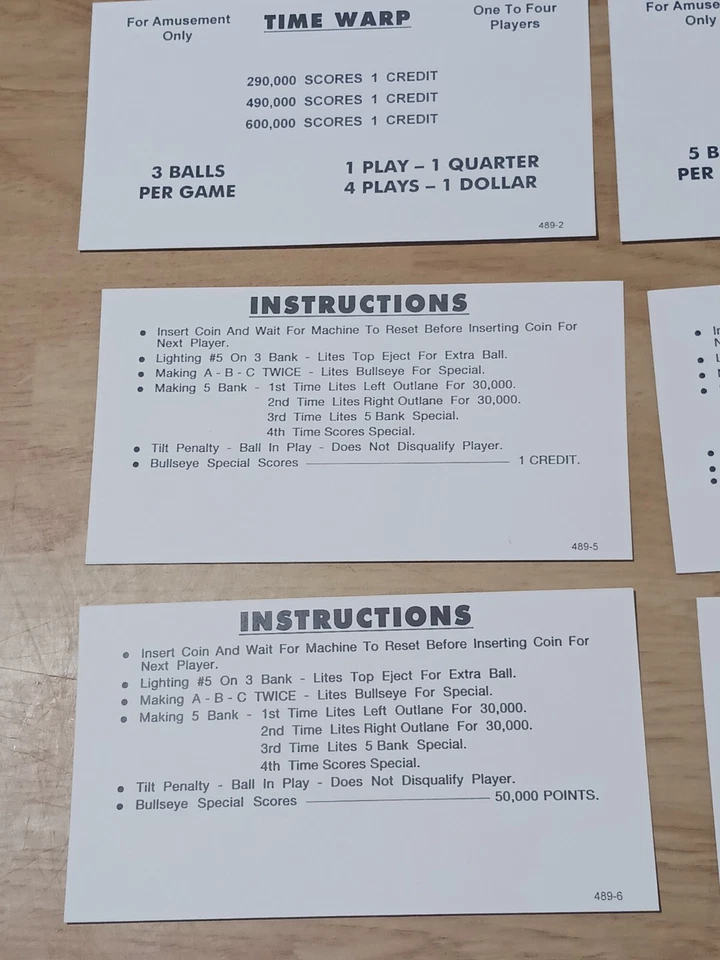 For Amusement
Only
TIME WARP
One To Four
Players
290,000 SCORES 1 CREDIT
490,000 SCORES 1 CREDIT
600,000 SCORES 1 CREDIT
3 BALLS
PER GAME
1 PLAY – 1 QUARTER
4 PLAYS – 1 DOLLAR
489-2
For Amuse
Only
5 B
PER
INSTRUCTIONS
• Insert Coin And Wait For Machine To Reset Before Inserting Coin For
Next Player.
• Lighting #5 On 3 Bank - Lites Top Eject For Extra Ball.
• Making A - B - C TWICE - Lites Bullseye For Special.
• Making 5 Bank - 1st Time Lites Left Outlane For 30,000.
2nd Time Lites Right Outlane For 30,000.
3rd Time Lites 5 Bank Special.
4th Time Scores Special.
• Tilt Penalty - Ball In Play - Does Not Disqualify Player.
• Bullseye Special Scores 1 CREDIT.
489-5
INSTRUCTIONS
• Insert Coin And Wait For Machine To Reset Before Inserting Coin For
Next Player.
• Lighting #5 On 3 Bank - Lites Top Eject For Extra Ball.
• Making A - B - C TWICE - Lites Bullseye For Special.
• Making 5 Bank - 1st Time Lites Left Outlane For 30,000.
2nd Time Lites Right Outlane For 30,000.
3rd Time Lites 5 Bank Special.
4th Time Scores Special.
• Tilt Penalty - Ball In Play - Does Not Disqualify Player.
• Bullseye Special Scores 50,000 POINTS.
489-6